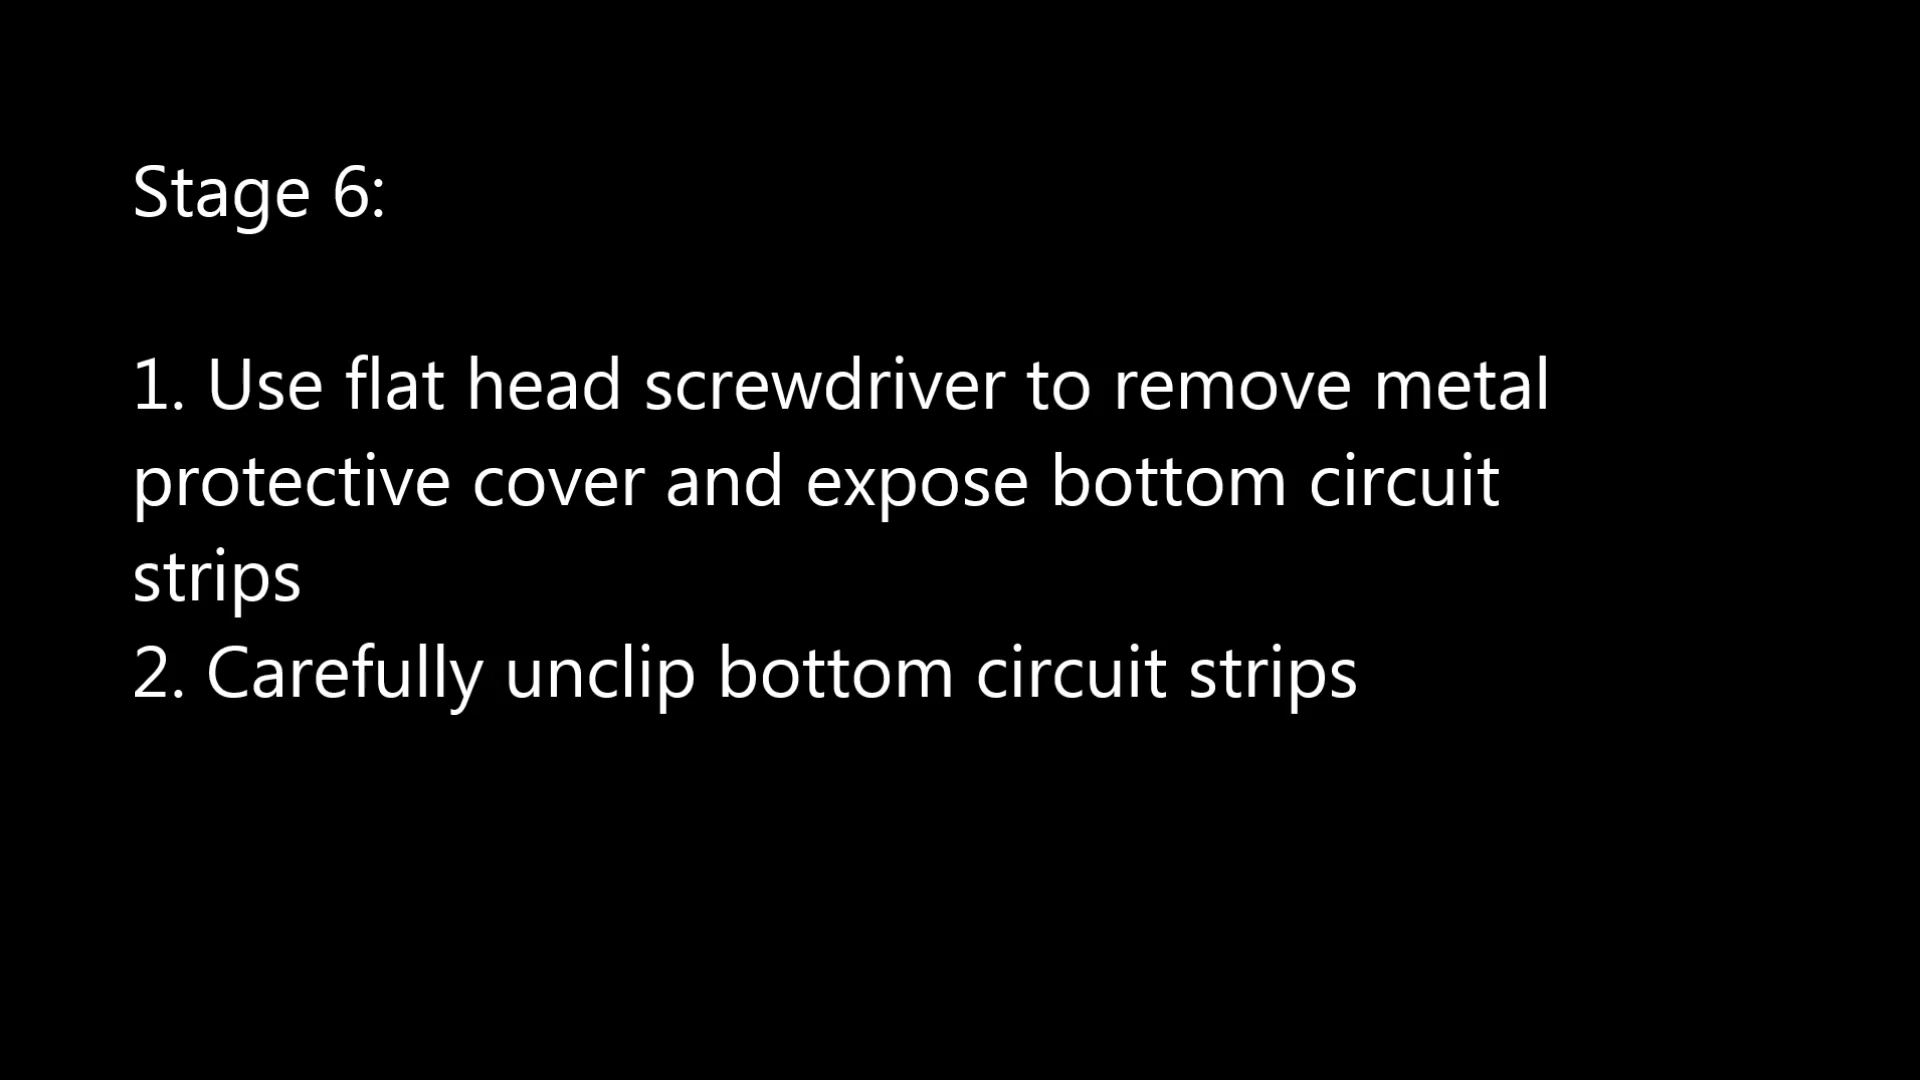 Stage 6:
1. Use flat head screwdriver to remove metal
protective cover and expose bottom circuit
strips
2. Carefully unclip bottom circuit strips